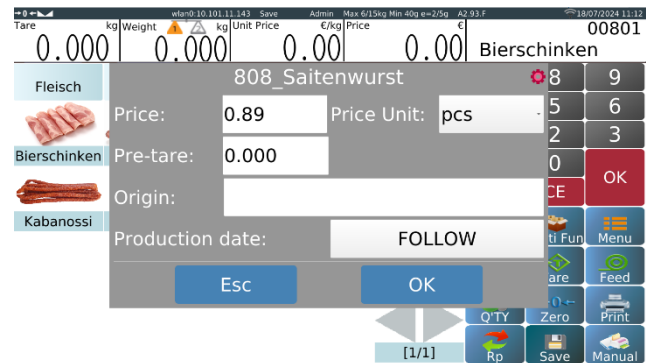 →0← wlan0:10.101.11.143 Save Admin Max 6/15kg Min 40g e=2/5g A2.93.F 18/07/2024 11:12
Tare kg Weight kg Unit Price €/kg Price € 00801
0.000 0.000 0.00 0.00 Bierschinken
Fleisch 808_Saitenwurst 8 9
Price: 0.89 Price Unit: pcs 5 6
2 3
Bierschinken Pre-tare: 0.000 0
OK
Origin: CE
Kabanossi ti Fun Menu
Production date: FOLLOW
Esc OK are Feed
Q'TY Zero Print
[1/1] Rp Save Manual